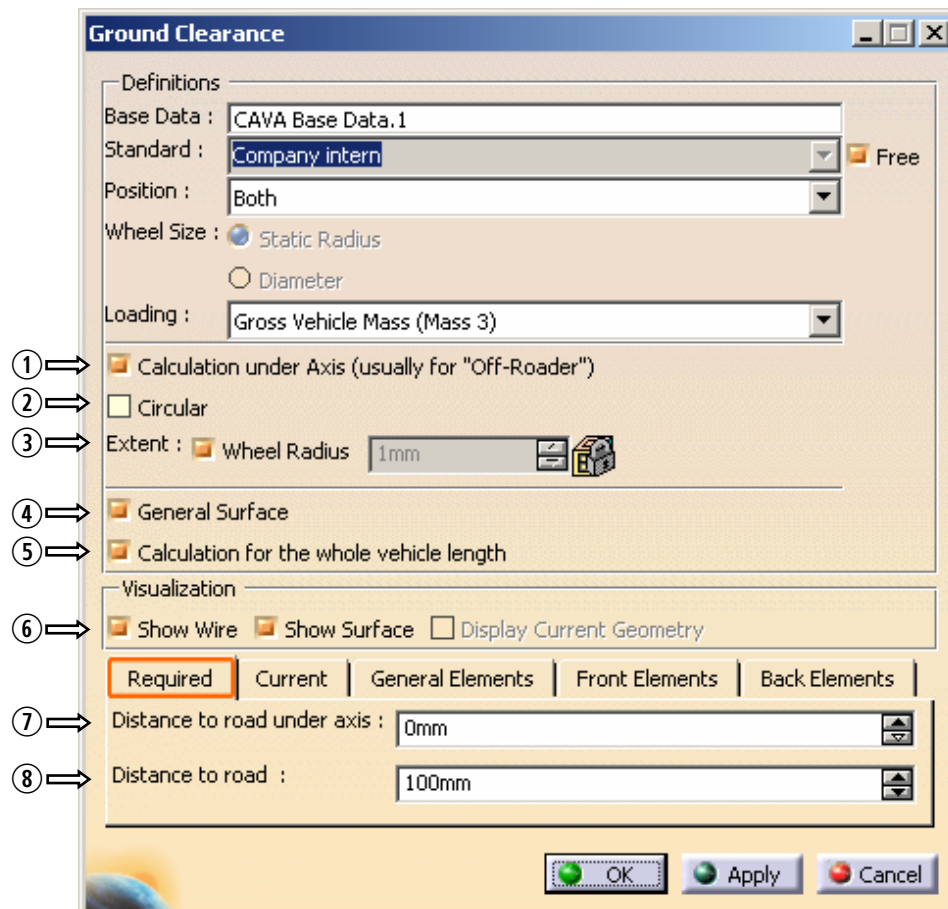 Ground Clearance
Definitions
Base Data : CAVA Base Data.1
Standard : Company intern Free
Position : Both
Wheel Size : Static Radius
Diameter
Loading : Gross Vehicle Mass (Mass 3)
① Calculation under Axis (usually for "Off-Roader")
② Circular
③ Extent : Wheel Radius 1mm
④ General Surface
⑤ Calculation for the whole vehicle length
Visualization
⑥ Show Wire Show Surface Display Current Geometry
Required Current General Elements Front Elements Back Elements
⑦ Distance to road under axis : 0mm
⑧ Distance to road : 100mm
OK Apply Cancel